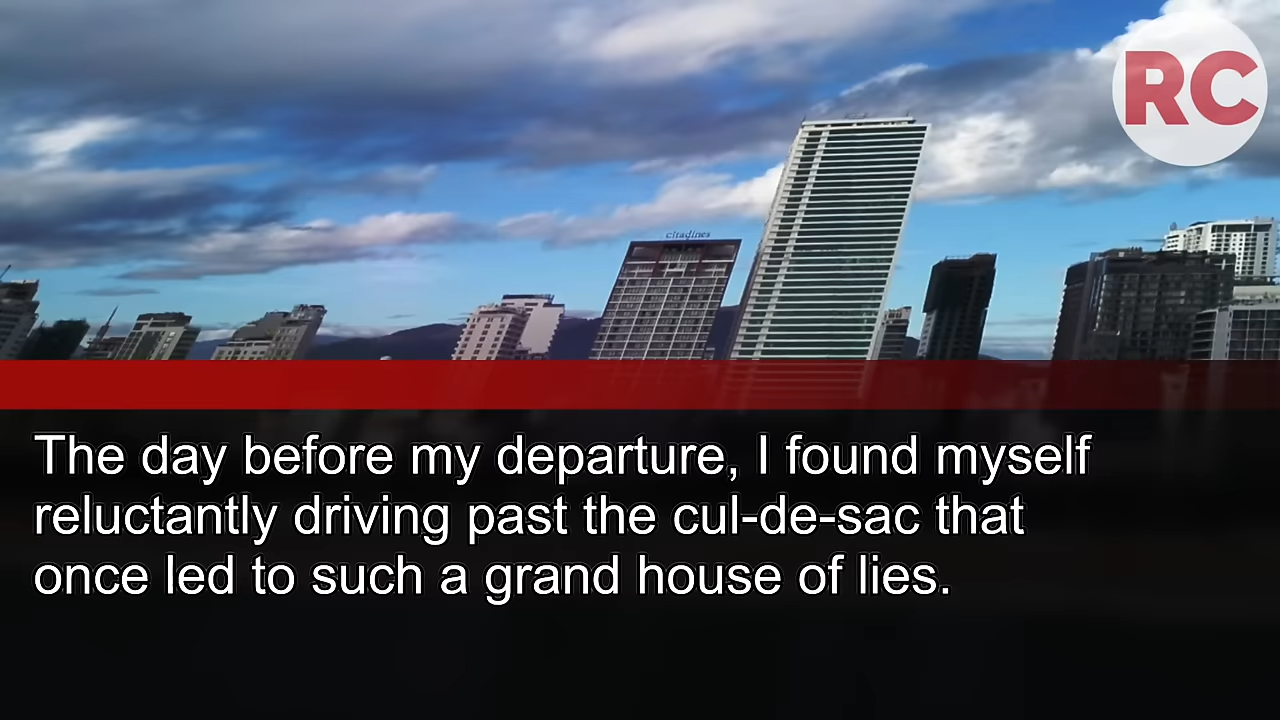 RC
citadines
The day before my departure, I found myself
reluctantly driving past the cul-de-sac that
once led to such a grand house of lies.